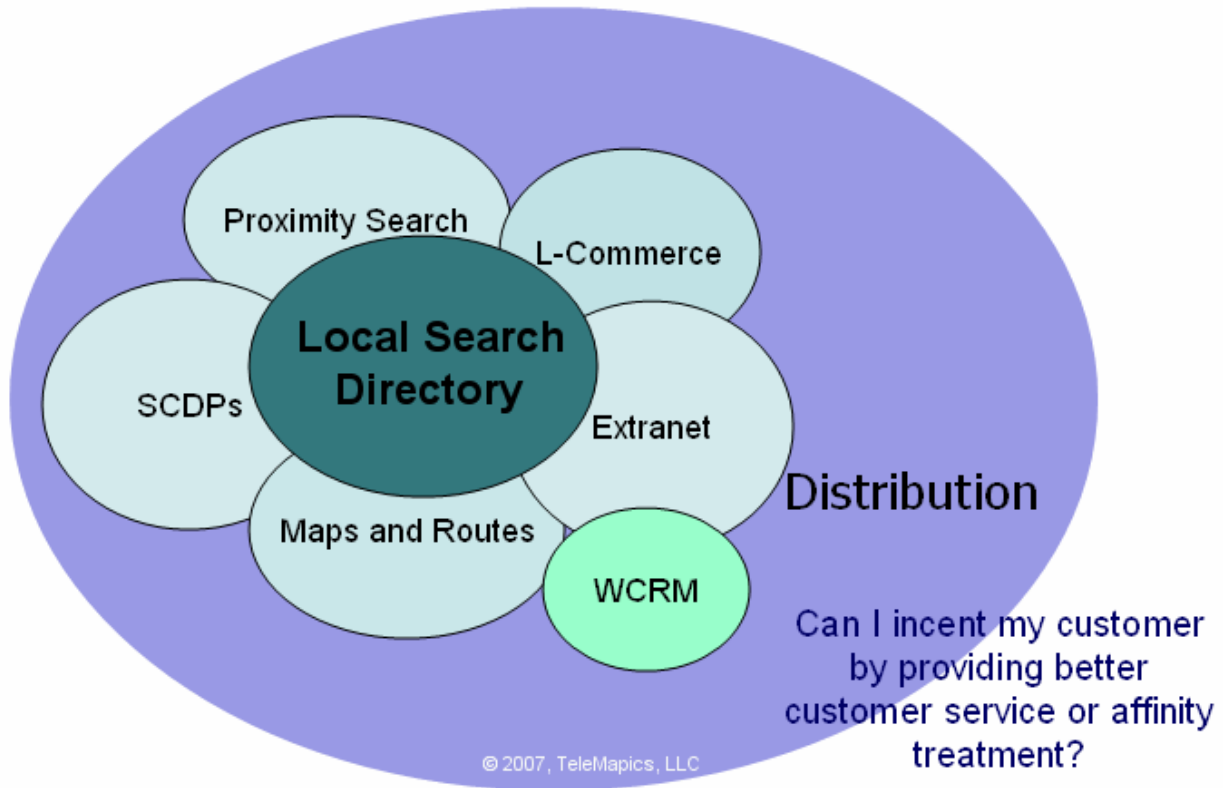 Proximity Search
L-Commerce
Local Search
Directory
SCDPs
Extranet
Distribution
Maps and Routes
WCRM
Can I incent my customer
by providing better
customer service or affinity
treatment?
© 2007, TeleMapics, LLC